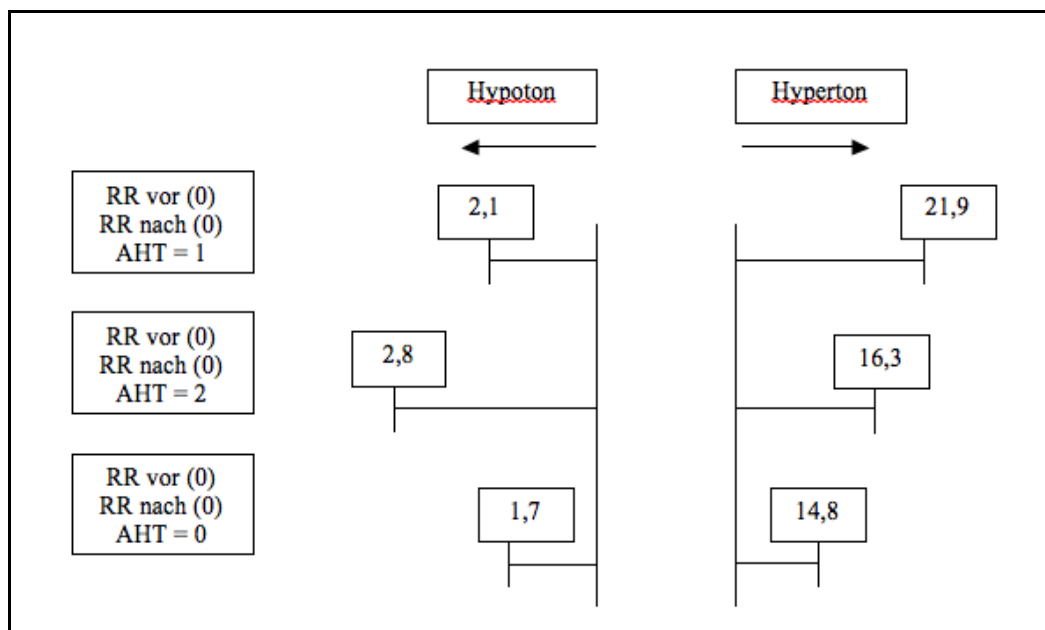 Hypoton
Hyperton
RR vor (0)
RR nach (0)
AHT = 1
2,1
21,9
RR vor (0)
RR nach (0)
AHT = 2
2,8
16,3
RR vor (0)
RR nach (0)
AHT = 0
1,7
14,8